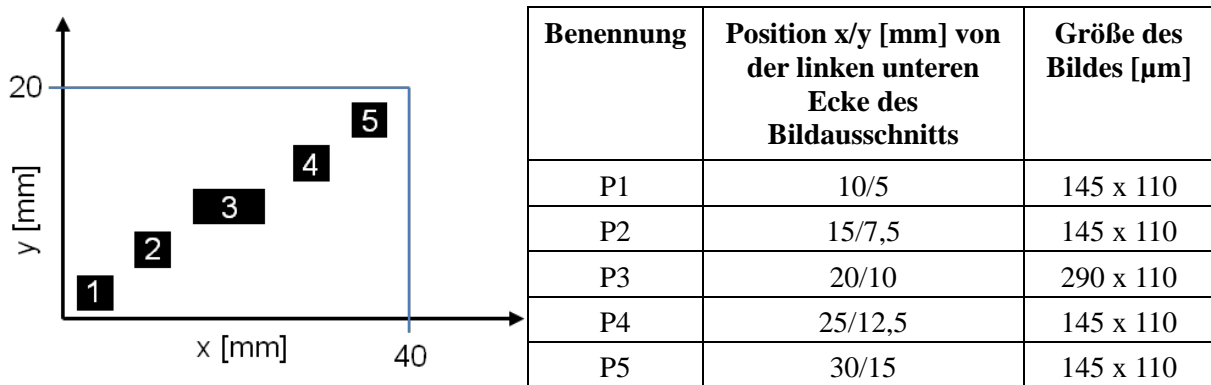 20
y [mm]
1
2
3
4
5
x [mm]
40
Benennung Position x/y [mm] von der linken unteren Ecke des Bildausschnitts Größe des Bildes [µm]
P1 10/5 145 x 110
P2 15/7,5 145 x 110
P3 20/10 290 x 110
P4 25/12,5 145 x 110
P5 30/15 145 x 110